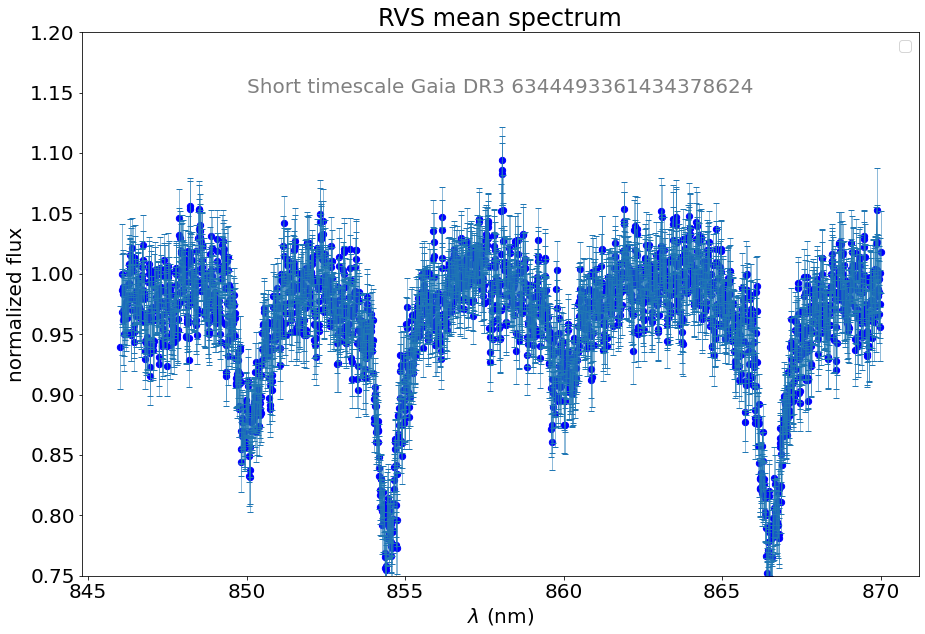 RVS mean spectrum
Short timescale Gaia DR3 6344493361434378624
normalized flux
1.20
1.15
1.10
1.05
1.00
0.95
0.90
0.85
0.80
0.75
845 850 855 860 865 870
λ (nm)